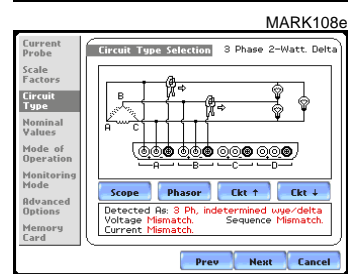 MARK108e
Current Probe
Scale Factors
Circuit Type
Nominal Values
Mode of Operation
Monitoring Mode
Advanced Options
Memory Card
Circuit Type Selection 3 Phase 2-Watt. Delta
B
A C
A B C D
Scope Phasor Ckt ↑ Ckt ↓
Detected As: 3 Ph, indetermined wye/delta
Voltage Mismatch. Sequence Mismatch.
Current Mismatch.
Prev Next Cancel